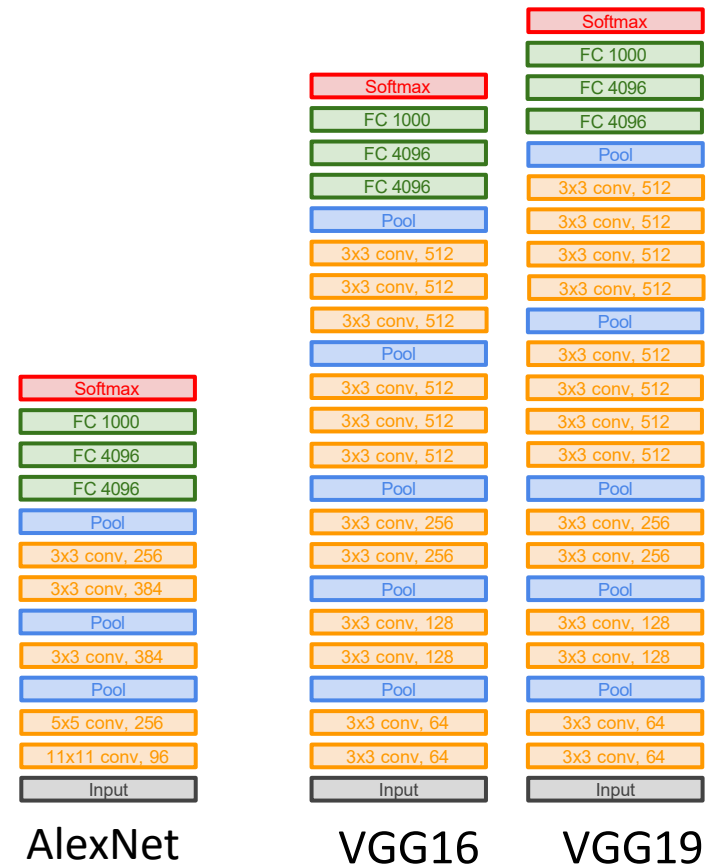 Softmax
FC 1000
FC 4096
FC 4096
Pool
3x3 conv, 256
3x3 conv, 384
Pool
3x3 conv, 384
Pool
5x5 conv, 256
11x11 conv, 96
Input
AlexNet
Softmax
FC 1000
FC 4096
FC 4096
Pool
3x3 conv, 512
3x3 conv, 512
3x3 conv, 512
Pool
3x3 conv, 512
3x3 conv, 512
3x3 conv, 512
Pool
3x3 conv, 256
3x3 conv, 256
Pool
3x3 conv, 128
3x3 conv, 128
Pool
3x3 conv, 64
3x3 conv, 64
Input
VGG16
Softmax
FC 1000
FC 4096
FC 4096
Pool
3x3 conv, 512
3x3 conv, 512
3x3 conv, 512
3x3 conv, 512
Pool
3x3 conv, 512
3x3 conv, 512
3x3 conv, 512
3x3 conv, 512
Pool
3x3 conv, 256
3x3 conv, 256
Pool
3x3 conv, 128
3x3 conv, 128
Pool
3x3 conv, 64
3x3 conv, 64
Input
VGG19